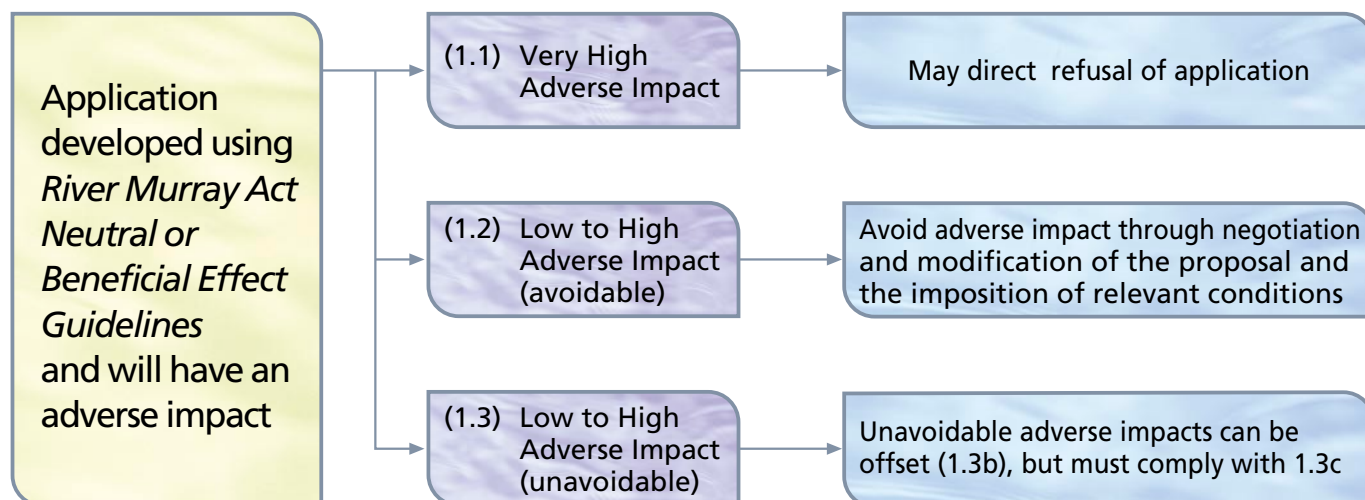 Application
developed using
River Murray Act
Neutral or
Beneficial Effect
Guidelines
and will have an
adverse impact
(1.1) Very High
Adverse Impact
May direct refusal of application
(1.2) Low to High
Adverse Impact
(avoidable)
Avoid adverse impact through negotiation
and modification of the proposal and
the imposition of relevant conditions
(1.3) Low to High
Adverse Impact
(unavoidable)
Unavoidable adverse impacts can be
offset (1.3b), but must comply with 1.3c